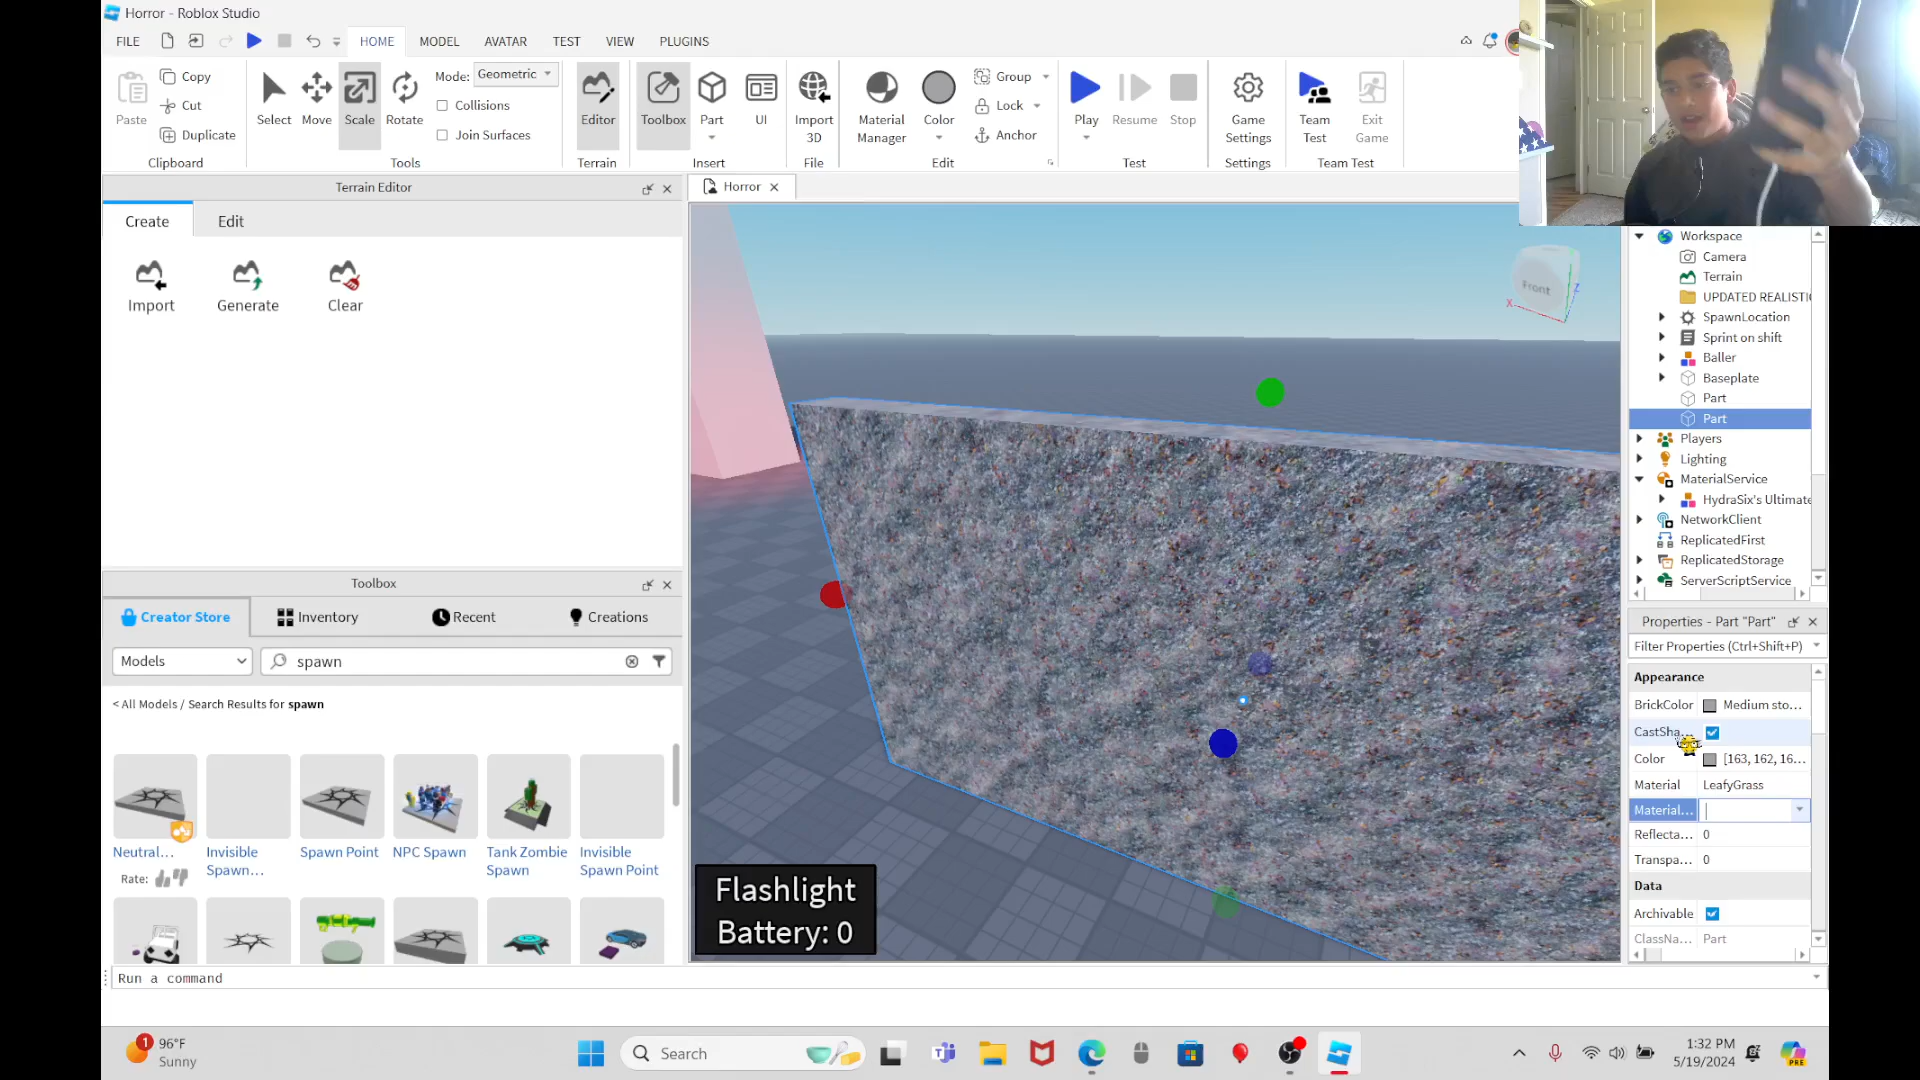 Horror - Roblox Studio
FILE HOME MODEL AVATAR TEST VIEW PLUGINS
Paste Copy Cut Duplicate
Clipboard
Select Move Scale Rotate
Mode: Geometric
Collisions
Join Surfaces
Tools
Editor
Terrain
Toolbox Part UI
Insert
Import
3D
File
Material
Manager
Color
Group
Lock
Anchor
Edit
Play Resume Stop
Test
Game
Settings
Settings
Team
Test
Exit
Game
Team Test
Terrain Editor
Create Edit
Import Generate Clear
Horror
Front
X
Z
Flashlight
Battery: 0
Workspace
Camera
Terrain
UPDATED REALISTI
SpawnLocation
Sprint on shift
Baller
Baseplate
Part
Part
Players
Lighting
MaterialService
HydraSix's Ultimate
NetworkClient
ReplicatedFirst
ReplicatedStorage
ServerScriptService
Properties - Part "Part"
Filter Properties (Ctrl+Shift+P)
Appearance
BrickColor Medium sto...
CastSha...
Color [163, 162, 16...
Material LeafyGrass
Material...
Reflecta... 0
Transpa... 0
Data
Archivable
ClassNa... Part
Toolbox
Creator Store Inventory Recent Creations
Models spawn
< All Models / Search Results for spawn
Neutral...
Rate:
Invisible
Spawn...
Spawn Point
NPC Spawn
Tank Zombie
Spawn
Invisible
Spawn Point
Run a command
1
96°F
Sunny
Search
1:32 PM
5/19/2024
PRE